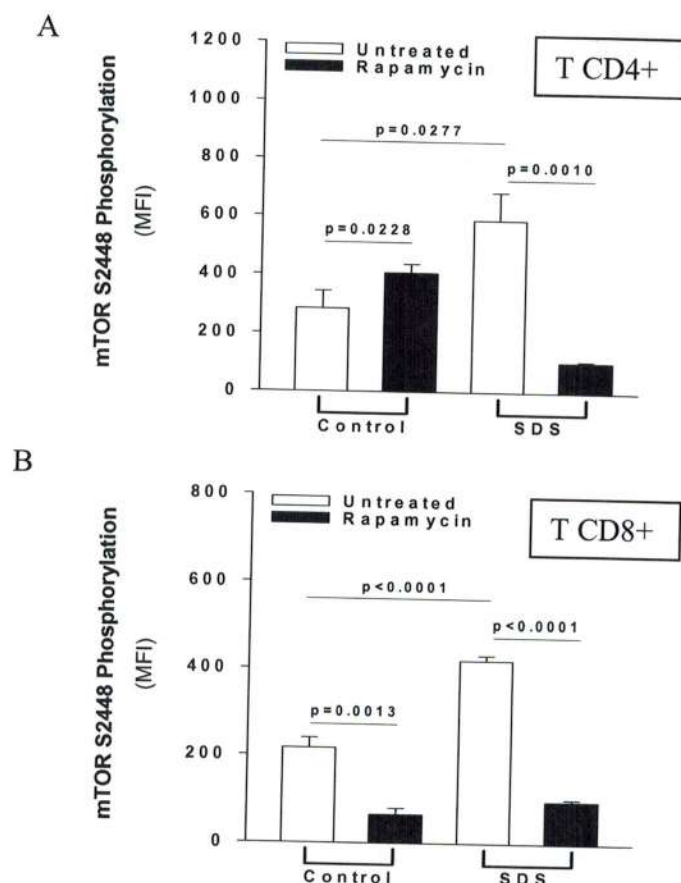 A
1200
1000
800
600
400
200
0
mTOR S2448 Phosphorylation
(MFI)
Untreated
Rapamycin
T CD4+
p=0.0277
p=0.0010
p=0.0228
Control
SDS
B
800
600
400
200
0
mTOR S2448 Phosphorylation
(MFI)
Untreated
Rapamycin
T CD8+
p<0.0001
p<0.0001
p=0.0013
Control
SDS